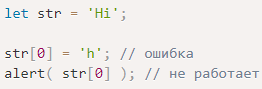 let str = 'Hi';
str[0] = 'h'; // ошибка
alert( str[0] ); // не работает